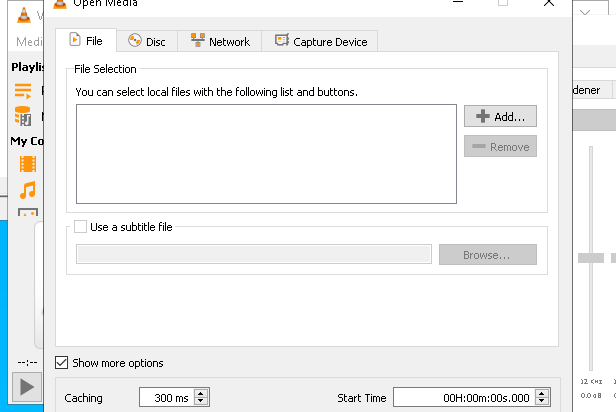 Open Media
Medi
File
Disc
Network
Capture Device
Playlis
File Selection
You can select local files with the following list and buttons.
dener
Add...
Remove
My Co
Use a subtitle file
Browse...
--:--
Show more options
12 KHz
0.0 dB
Caching
300 ms
Start Time
00H:00m:00s.000